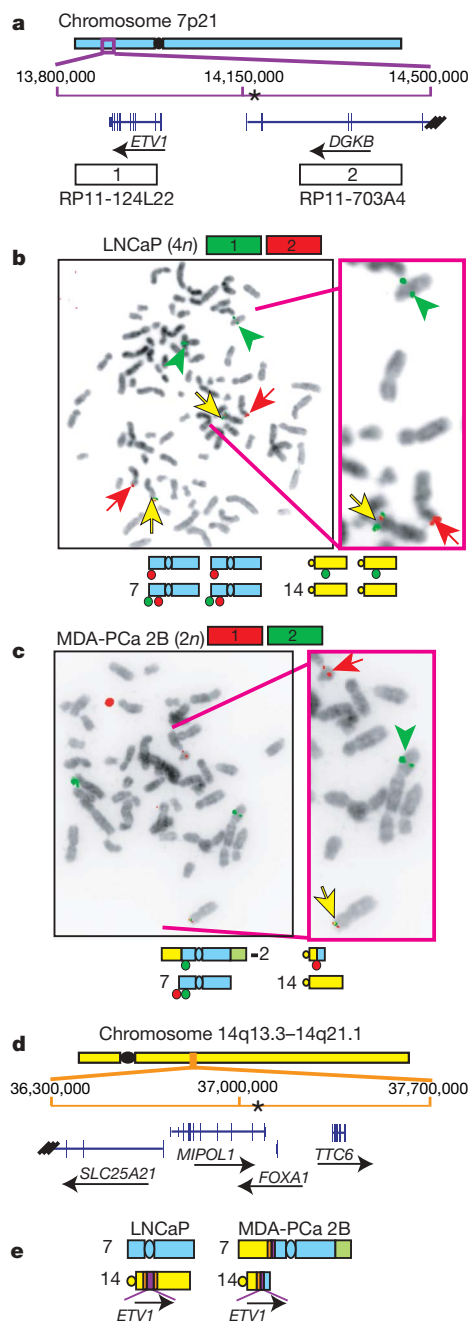 a Chromosome 7p21
13,800,000 14,150,000 14,500,000
*
ETV1 DGKB
1 2
RP11-124L22 RP11-703A4
LNCaP (4n) 1 2
b
7 14
MDA-PCa 2B (2n) 1 2
c
-2
7 14
d Chromosome 14q13.3–14q21.1
36,300,000 37,000,000 37,700,000
*
MIPOL1 TTC6
SLC25A21 FOXA1
e LNCaP MDA-PCa 2B
7 7
14 14
ETV1 ETV1